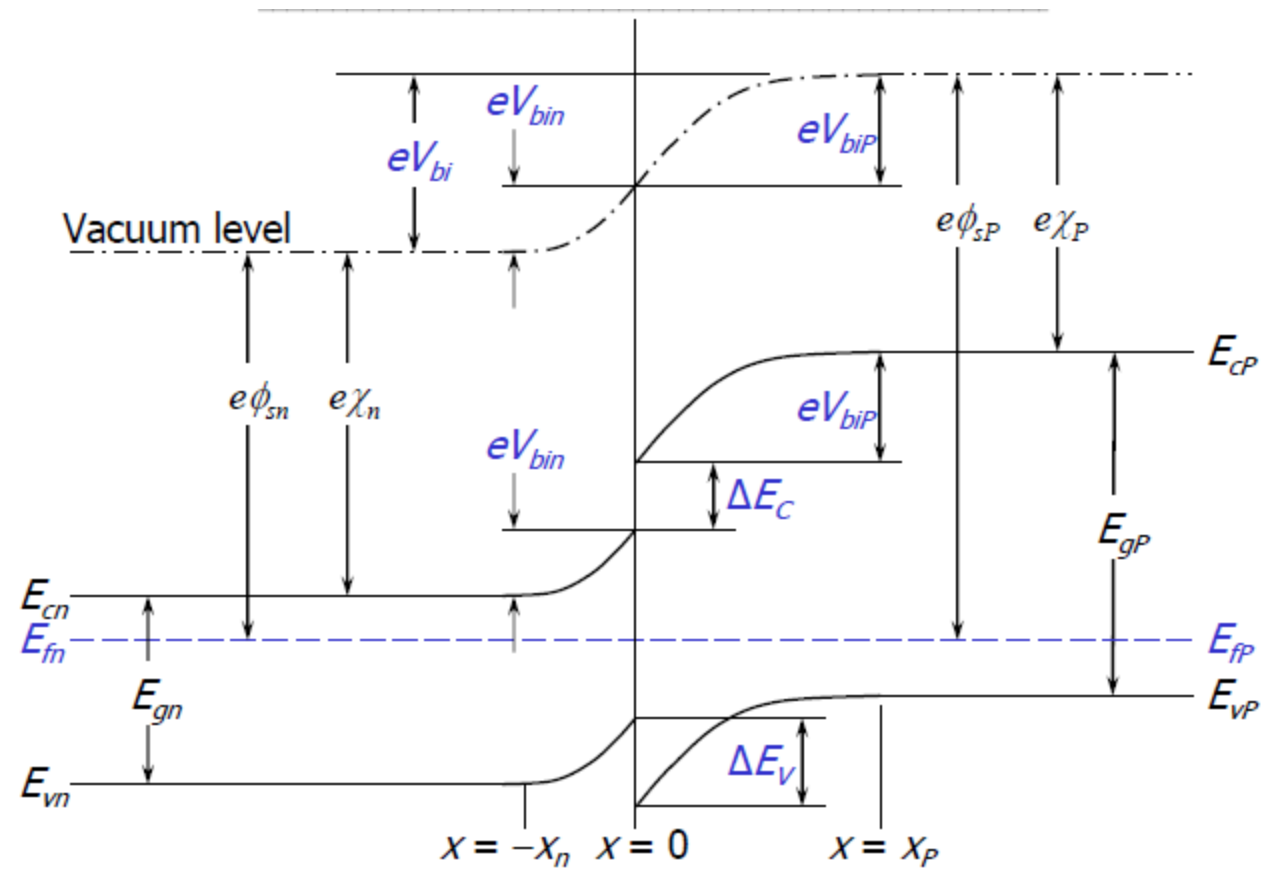 eV_bin
eV_bi
eV_biP
Vacuum level
eϕ_sP
eχ_P
E_cP
eϕ_sn
eχ_n
eV_biP
eV_bin
ΔE_C
E_gP
E_cn
E_fn
E_fP
E_gn
E_vP
ΔE_V
E_vn
x = −x_n
x = 0
x = x_P